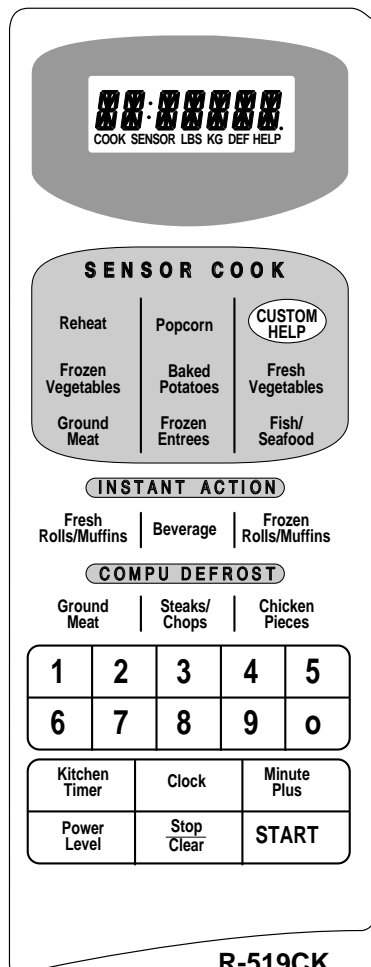 COOK SENSOR LBS KG DEF HELP
SENSOR COOK
Reheat
Popcorn
CUSTOM
HELP
Frozen
Vegetables
Baked
Potatoes
Fresh
Vegetables
Ground
Meat
Frozen
Entrees
Fish/
Seafood
INSTANT ACTION
Fresh
Rolls/Muffins
Beverage
Frozen
Rolls/Muffins
COMPU DEFROST
Ground
Meat
Steaks/
Chops
Chicken
Pieces
1 2 3 4 5
6 7 8 9 0
Kitchen
Timer
Clock
Minute
Plus
Power
Level
Stop
Clear
START
R-519CK